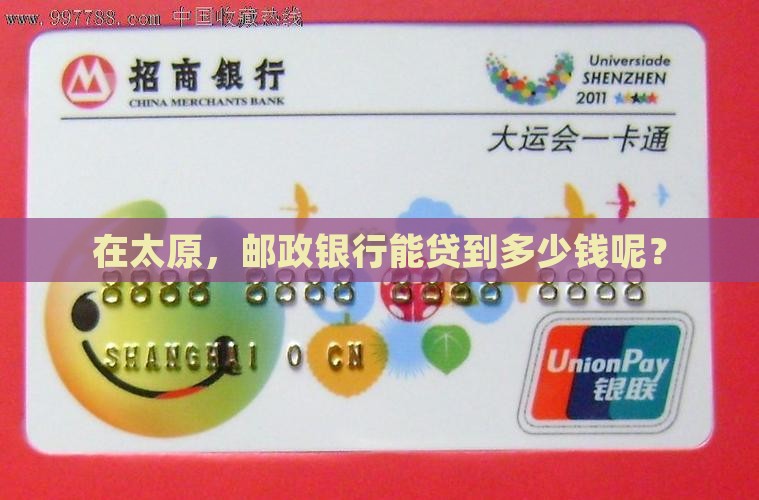 www.997788.com 中国收藏热线
招商银行
CHINA MERCHANTS BANK
Universiade
SHENZHEN
2011
大运会一卡通
在太原，邮政银行能贷到多少钱呢？
8888 8888 8888 8888
SHANGHAI 0 CN
UnionPay
银联